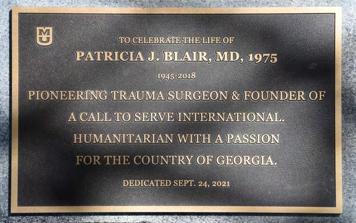 MU
TO CELEBRATE THE LIFE OF
PATRICIA J. BLAIR, MD, 1975
1945-2018
PIONEERING TRAUMA SURGEON & FOUNDER OF
A CALL TO SERVE INTERNATIONAL.
HUMANITARIAN WITH A PASSION
FOR THE COUNTRY OF GEORGIA.
DEDICATED SEPT. 24, 2021